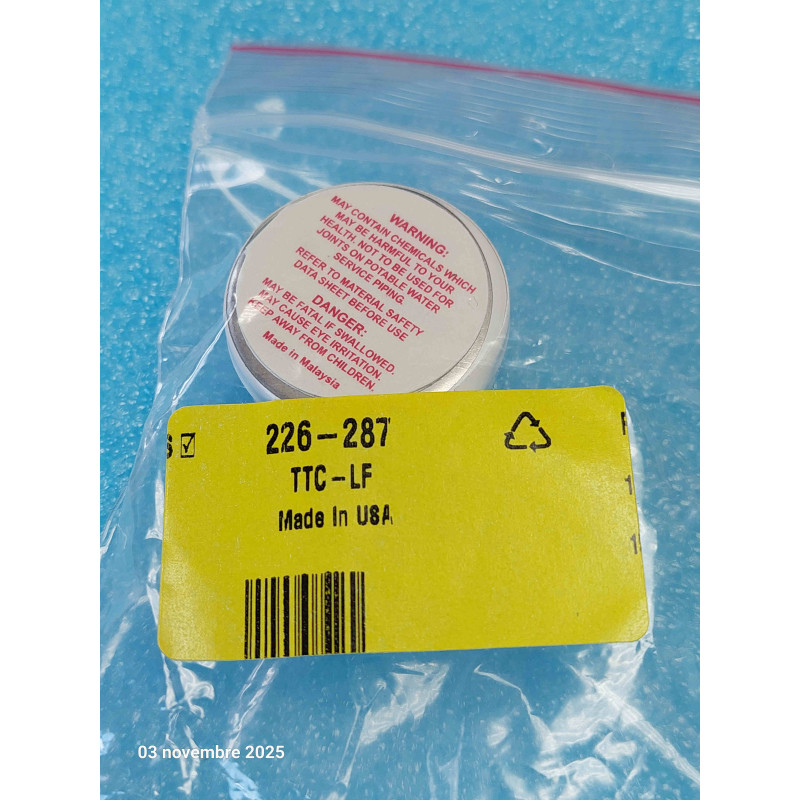 WARNING:
MAY CONTAIN CHEMICALS WHICH
MAY BE HARMFUL TO YOUR
HEALTH. NOT TO BE USED FOR
JOINTS ON POTABLE WATER
SERVICE PIPING.
REFER TO MATERIAL SAFETY
DATA SHEET BEFORE USE
DANGER:
MAY BE FATAL IF SWALLOWED.
MAY CAUSE EYE IRRITATION.
KEEP AWAY FROM CHILDREN.
Made in Malaysia
S 226-287
TTC-LF
Made In USA
03 novembre 2025